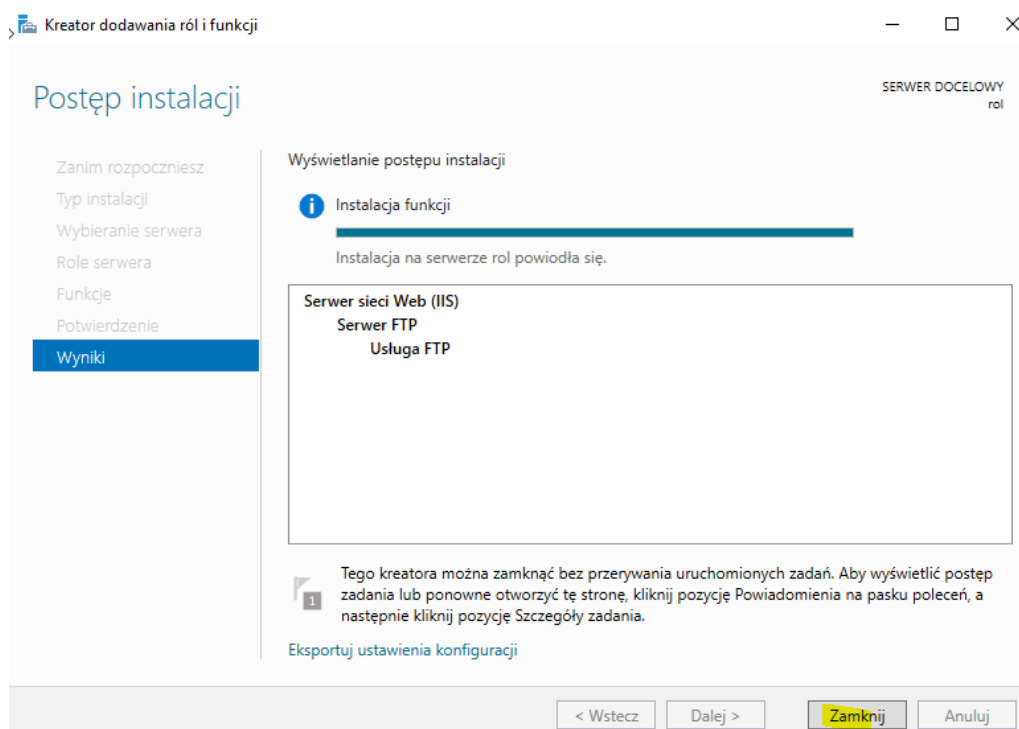 Kreator dodawania ról i funkcji
Postęp instalacji
SERWER DOCELOWY
rol
Zanim rozpoczniesz
Typ instalacji
Wybieranie serwera
Role serwera
Funkcje
Potwierdzenie
Wyniki
Wyświetlanie postępu instalacji
Instalacja funkcji
Instalacja na serwerze rol powiodła się.
Serwer sieci Web (IIS)
Serwer FTP
Usługa FTP
1
Tego kreatora można zamknąć bez przerywania uruchomionych zadań. Aby wyświetlić postęp
zadania lub ponowne otworzyć tę stronę, kliknij pozycję Powiadomienia na pasku poleceń, a
następnie kliknij pozycję Szczegóły zadania.
Eksportuj ustawienia konfiguracji
< Wstecz
Dalej >
Zamknij
Anuluj